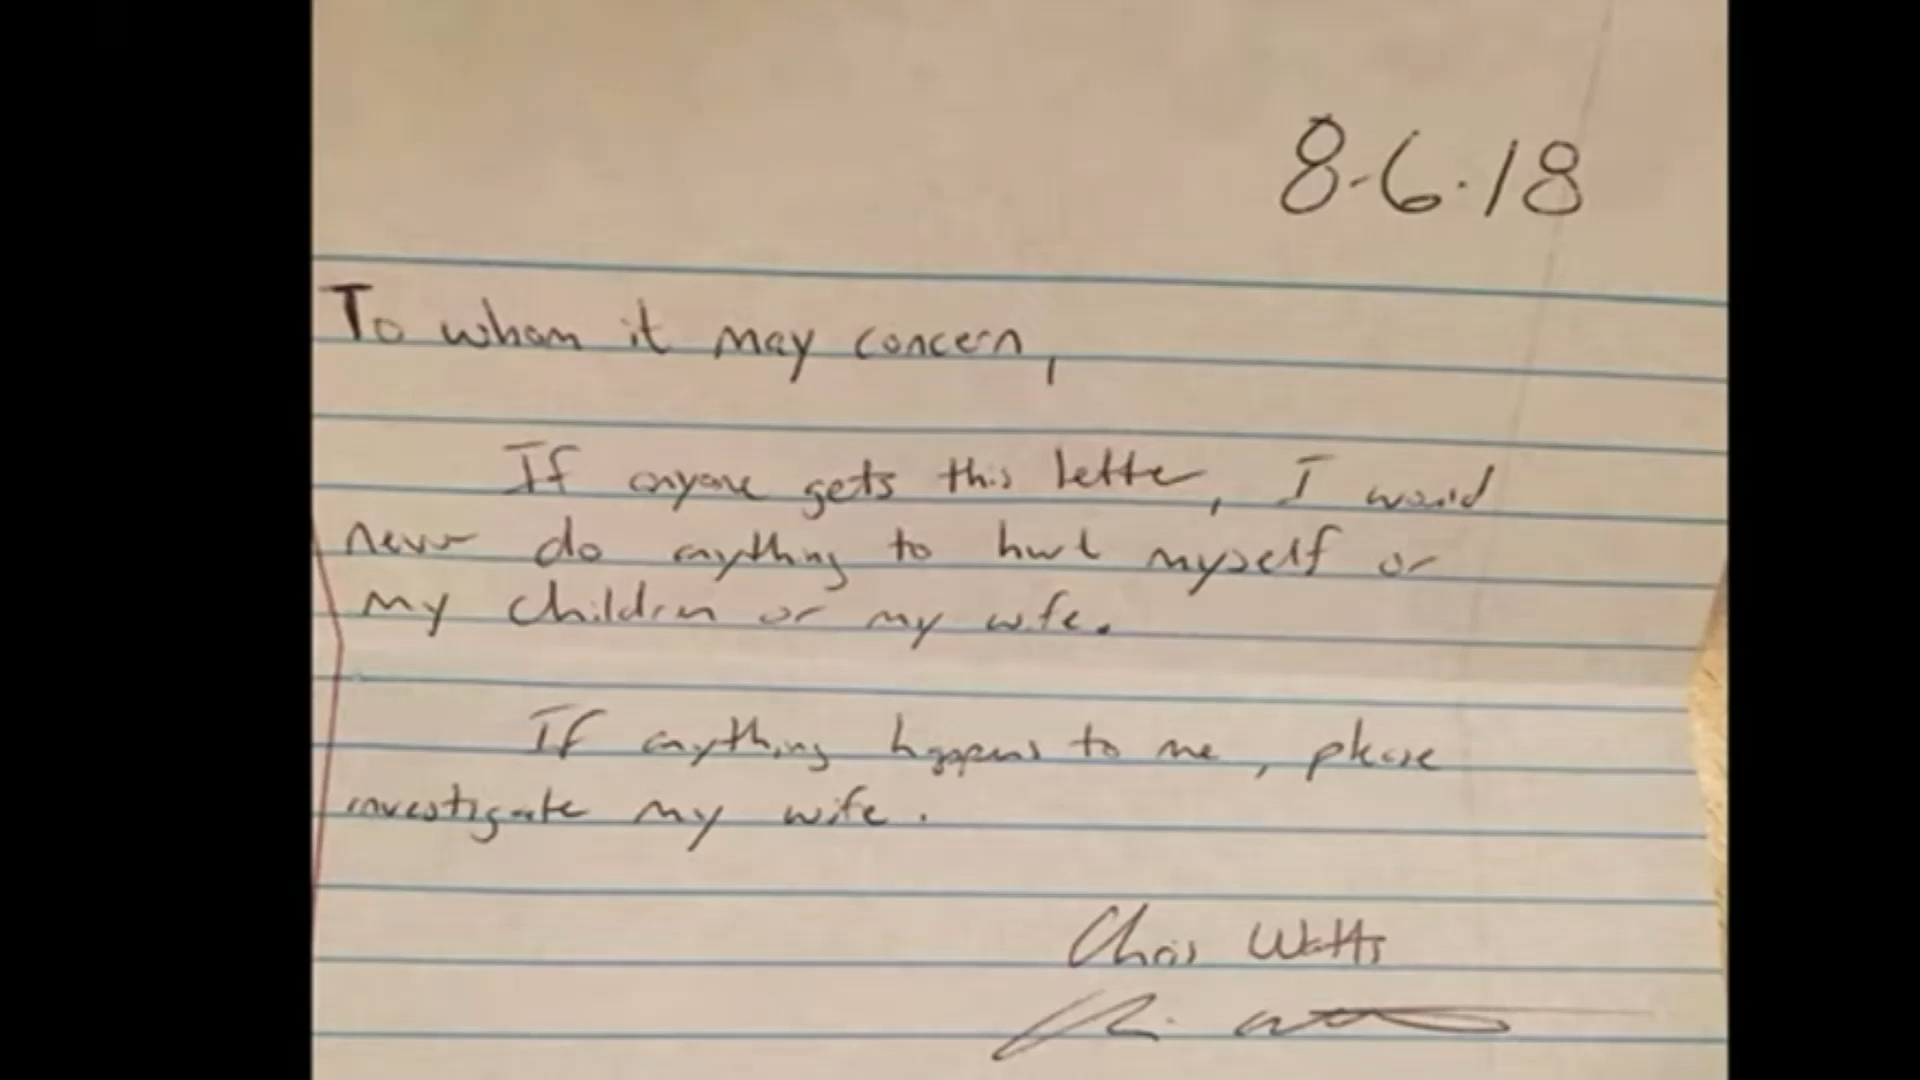 8-6-18
To whom it may concern,
If anyone gets this letter, I would
never do anything to hurt myself or
my children or my wife.
If anything happens to me, please
investigate my wife.
Chris Watts